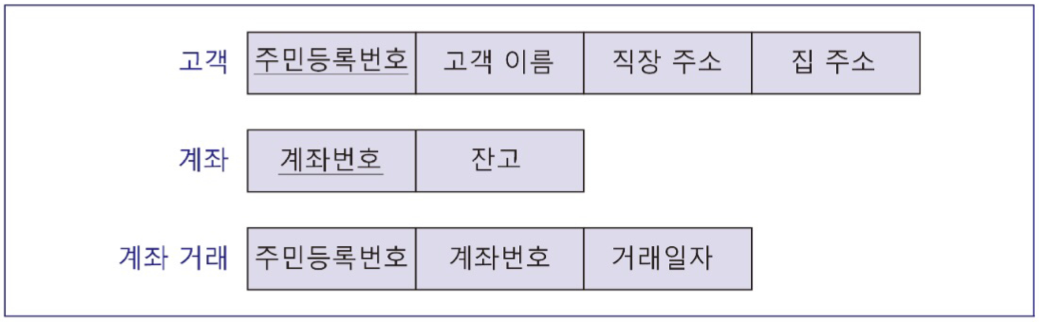 고객 주민등록번호 고객 이름 직장 주소 집 주소
계좌 계좌번호 잔고
계좌 거래 주민등록번호 계좌번호 거래일자